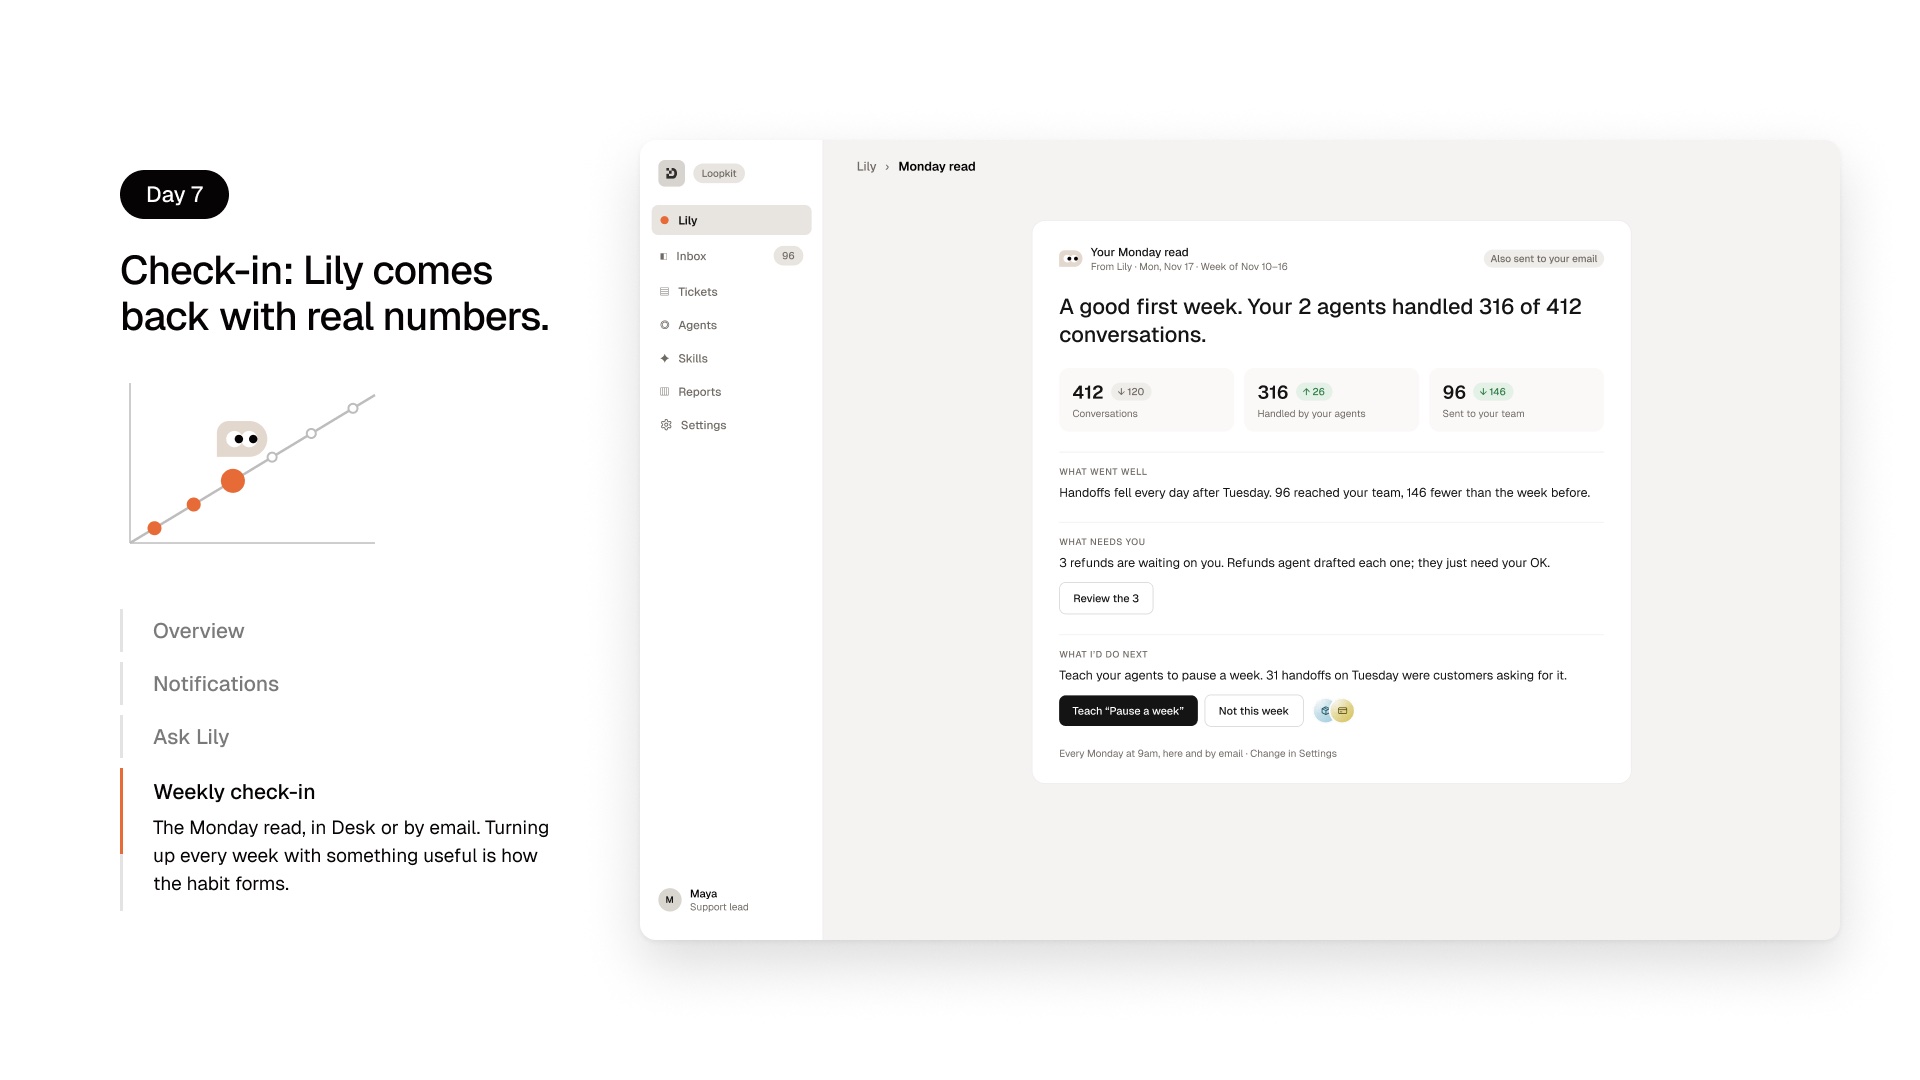 Day 7
Check-in: Lily comes
back with real numbers.
Overview
Notifications
Ask Lily
Weekly check-in
The Monday read, in Desk or by email. Turning
up every week with something useful is how
the habit forms.
D Loopkit
Lily
Inbox 96
Tickets
Agents
Skills
Reports
Settings
M Maya
Support lead
Lily › Monday read
Your Monday read
From Lily · Mon, Nov 17 · Week of Nov 10–16
Also sent to your email
A good first week. Your 2 agents handled 316 of 412
conversations.
412 ↓ 120
Conversations
316 ↑ 26
Handled by your agents
96 ↓ 146
Sent to your team
WHAT WENT WELL
Handoffs fell every day after Tuesday. 96 reached your team, 146 fewer than the week before.
WHAT NEEDS YOU
3 refunds are waiting on you. Refunds agent drafted each one; they just need your OK.
Review the 3
WHAT I'D DO NEXT
Teach your agents to pause a week. 31 handoffs on Tuesday were customers asking for it.
Teach “Pause a week” Not this week
Every Monday at 9am, here and by email · Change in Settings